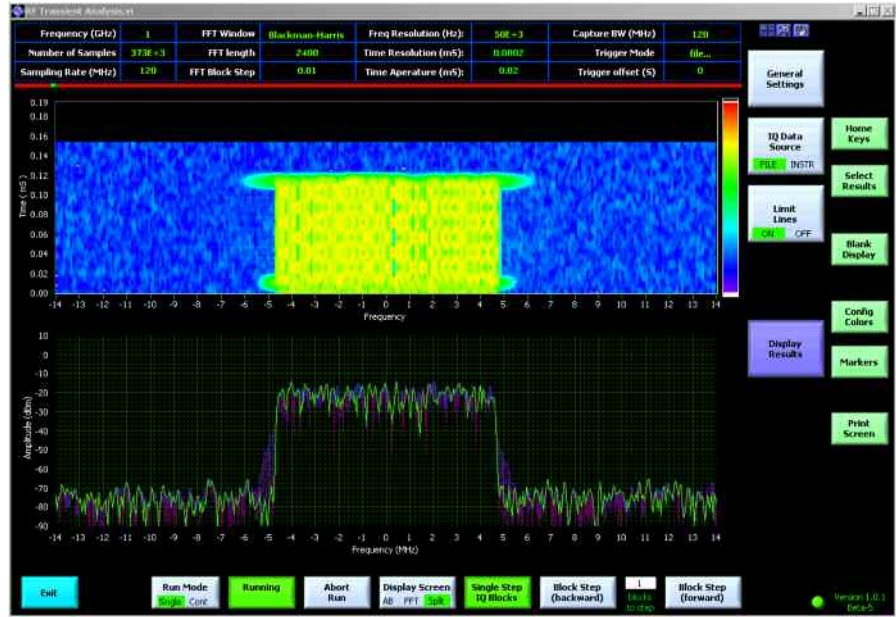 RF Transient Analysis.vi
Frequency (GHz) 1 FFT Window Blackman-Harris Freq Resolution (Hz): 50E+3 Capture BW (MHz) 120
Number of Samples 373E+3 FFT length 2400 Time Resolution (mS): 0.0002 Trigger Mode file...
Sampling Rate (MHz) 120 FFT Block Step 0.01 Time Aperature (mS): 0.02 Trigger offset (S) 0
General
Settings
IQ Data
Source
FILE INSTR
Limit
Lines
ON OFF
Display
Results
Home
Keys
Select
Results
Blank
Display
Config
Colors
Markers
Print
Screen
0.19
0.18
0.16
0.14
0.12
0.10
0.08
0.06
0.04
0.02
0.00
Time (mS)
-14 -13 -12 -11 -10 -9 -8 -7 -6 -5 -4 -3 -2 -1 0 1 2 3 4 5 6 7 8 9 10 11 12 13 14
Frequency
10
0
-10
-20
-30
-40
-50
-60
-70
-80
-90
Amplitude (dBm)
-14 -13 -12 -11 -10 -9 -8 -7 -6 -5 -4 -3 -2 -1 0 1 2 3 4 5 6 7 8 9 10 11 12 13 14
Frequency (MHz)
Exit
Run Mode
Single Cont
Running
Abort
Run
Display Screen
AB FFT Split
Single Step
IQ Blocks
Block Step
(backward)
1
blocks
to step
Block Step
(forward)
Version 1.0.1
Beta-5